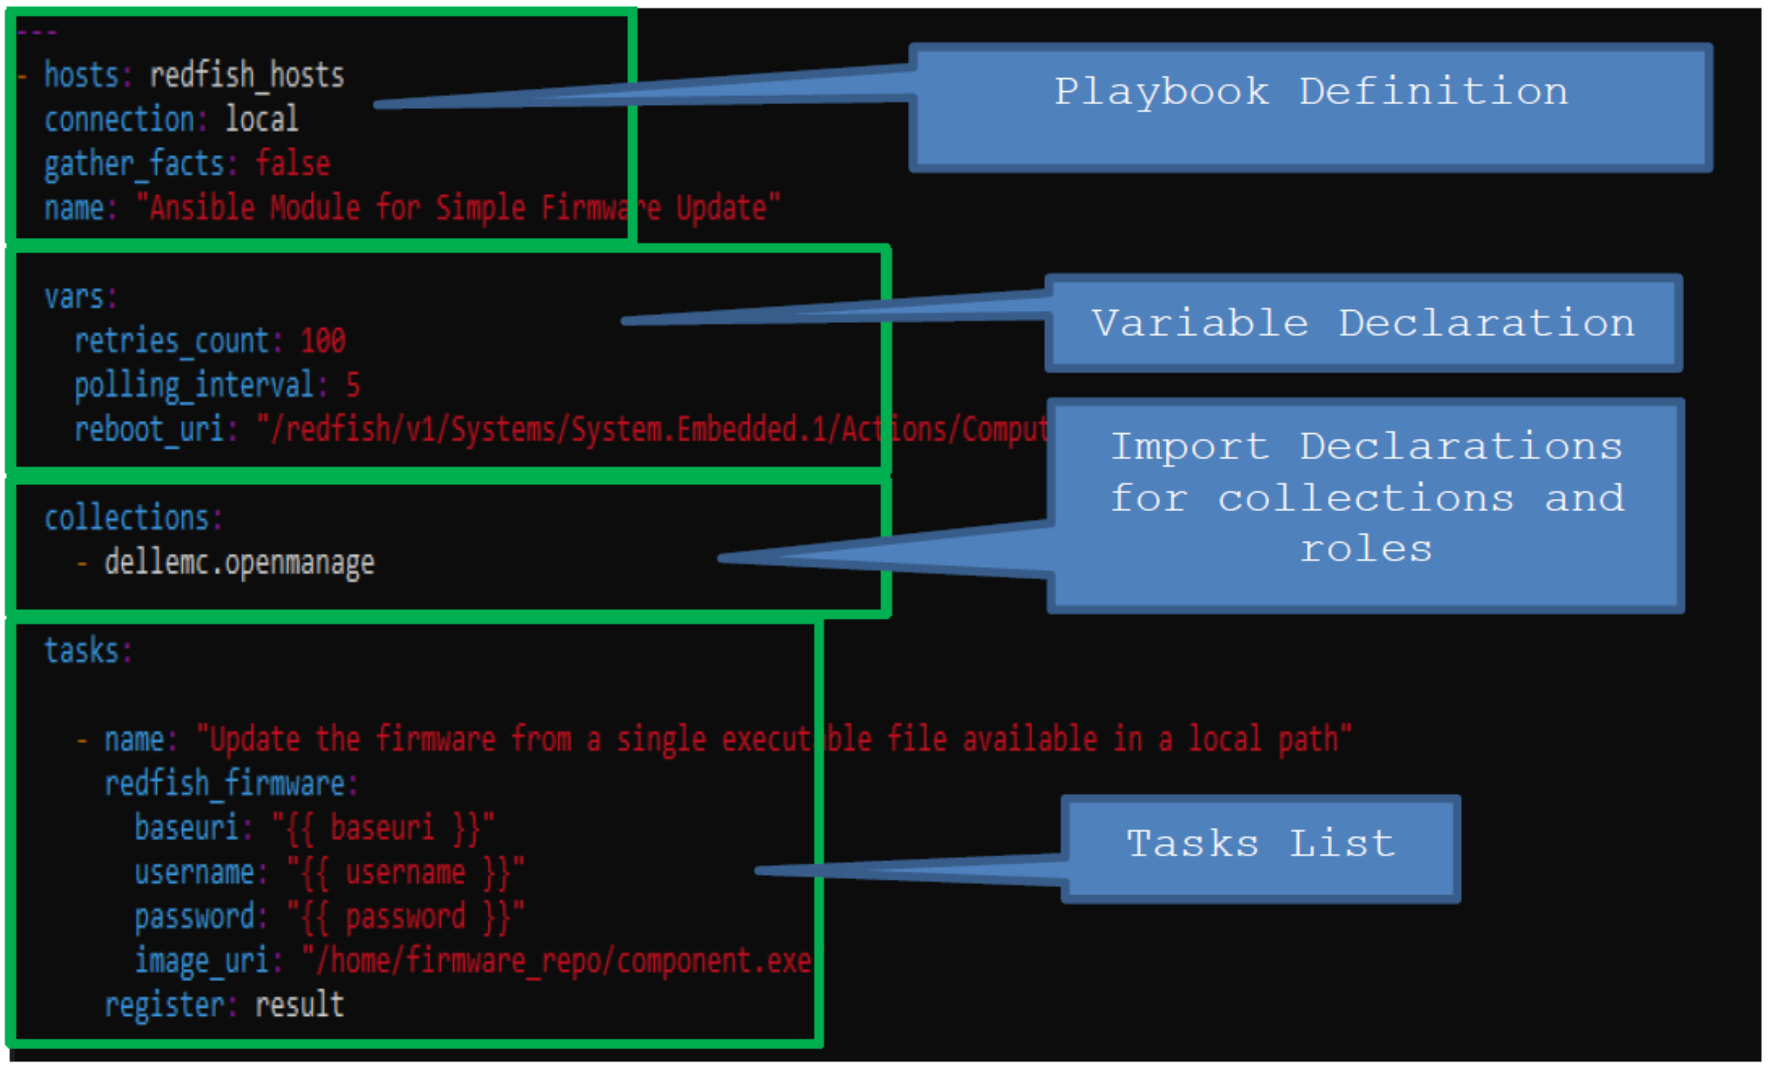 ---
- hosts: redfish_hosts
connection: local
gather_facts: false
name: "Ansible Module for Simple Firmware Update"
Playbook Definition
vars:
retries_count: 100
polling_interval: 5
reboot_uri: "/redfish/v1/Systems/System.Embedded.1/Actions/Comput
Variable Declaration
collections:
- dellemc.openmanage
Import Declarations
for collections and
roles
tasks:
- name: "Update the firmware from a single executable file available in a local path"
redfish_firmware:
baseuri: "{{ baseuri }}"
username: "{{ username }}"
password: "{{ password }}"
image_uri: "/home/firmware_repo/component.exe"
register: result
Tasks List